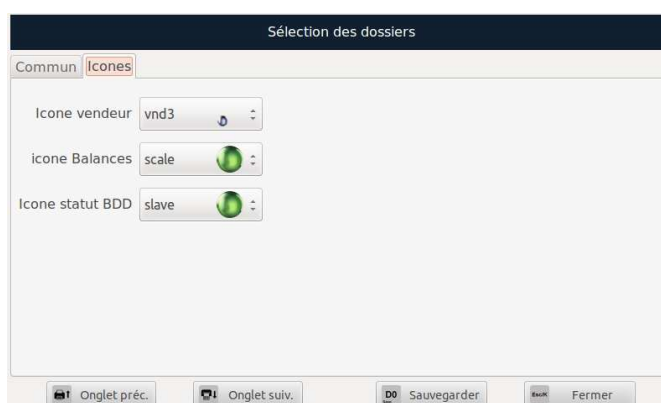 Sélection des dossiers
Commun Icones
Icone vendeur vnd3
icone Balances scale
Icone statut BDD slave
Onglet préc. Onglet suiv. D0 Sauvegarder Fermer